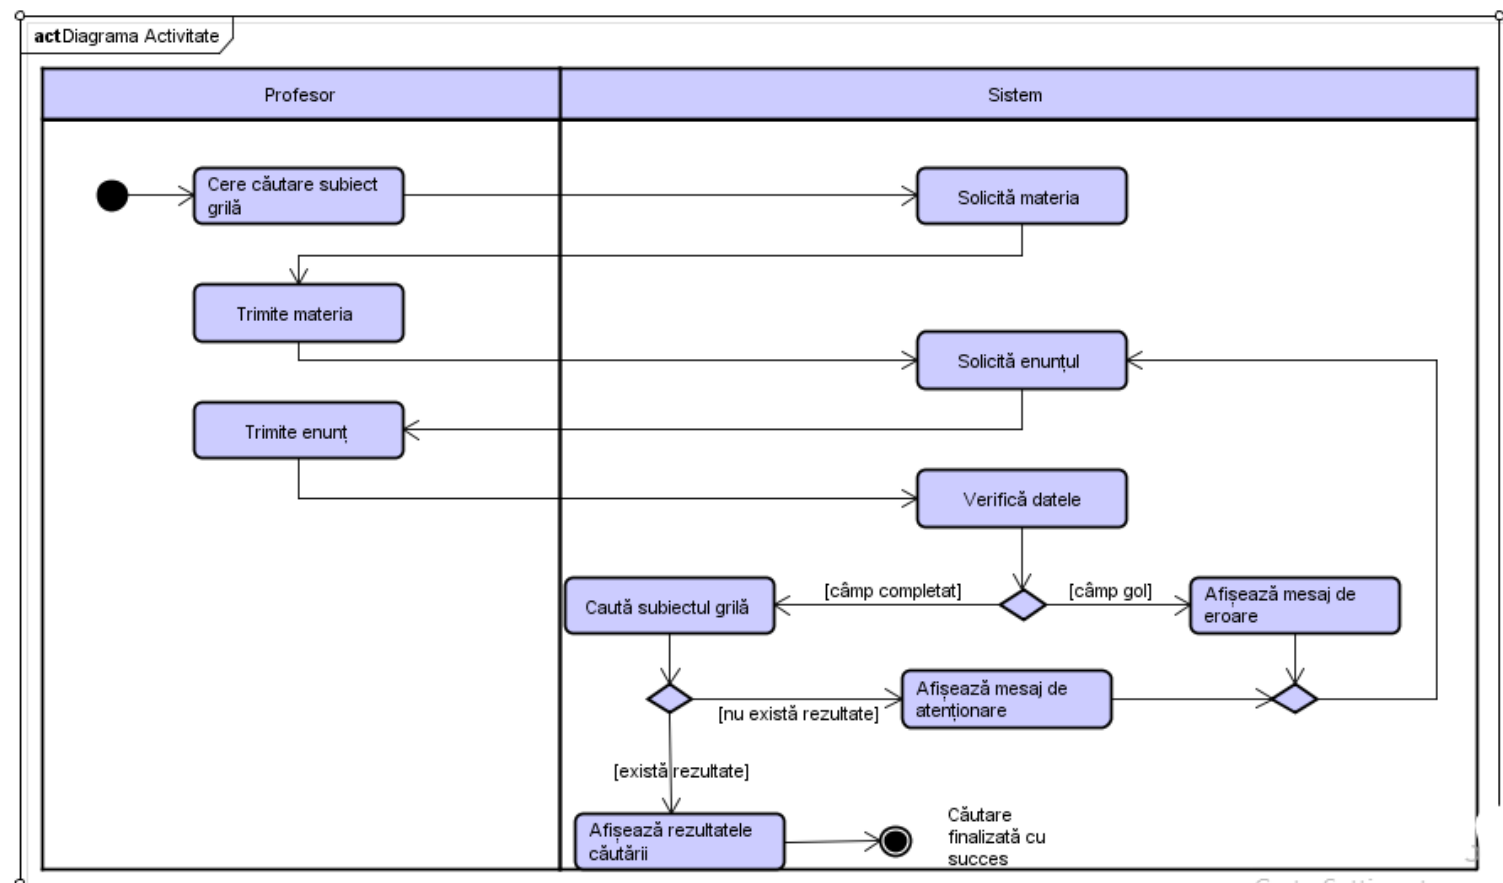 act Diagrama Activitate
Profesor
Sistem
Cere căutare subiect
grilă
Solicită materia
Trimite materia
Solicită enunțul
Trimite enunț
Verifică datele
[câmp completat]
[câmp gol]
Caută subiectul grilă
Afișează mesaj de
eroare
Afișează mesaj de
atenționare
[nu există rezultate]
[există rezultate]
Afișează rezultatele
căutării
Căutare
finalizată cu
succes